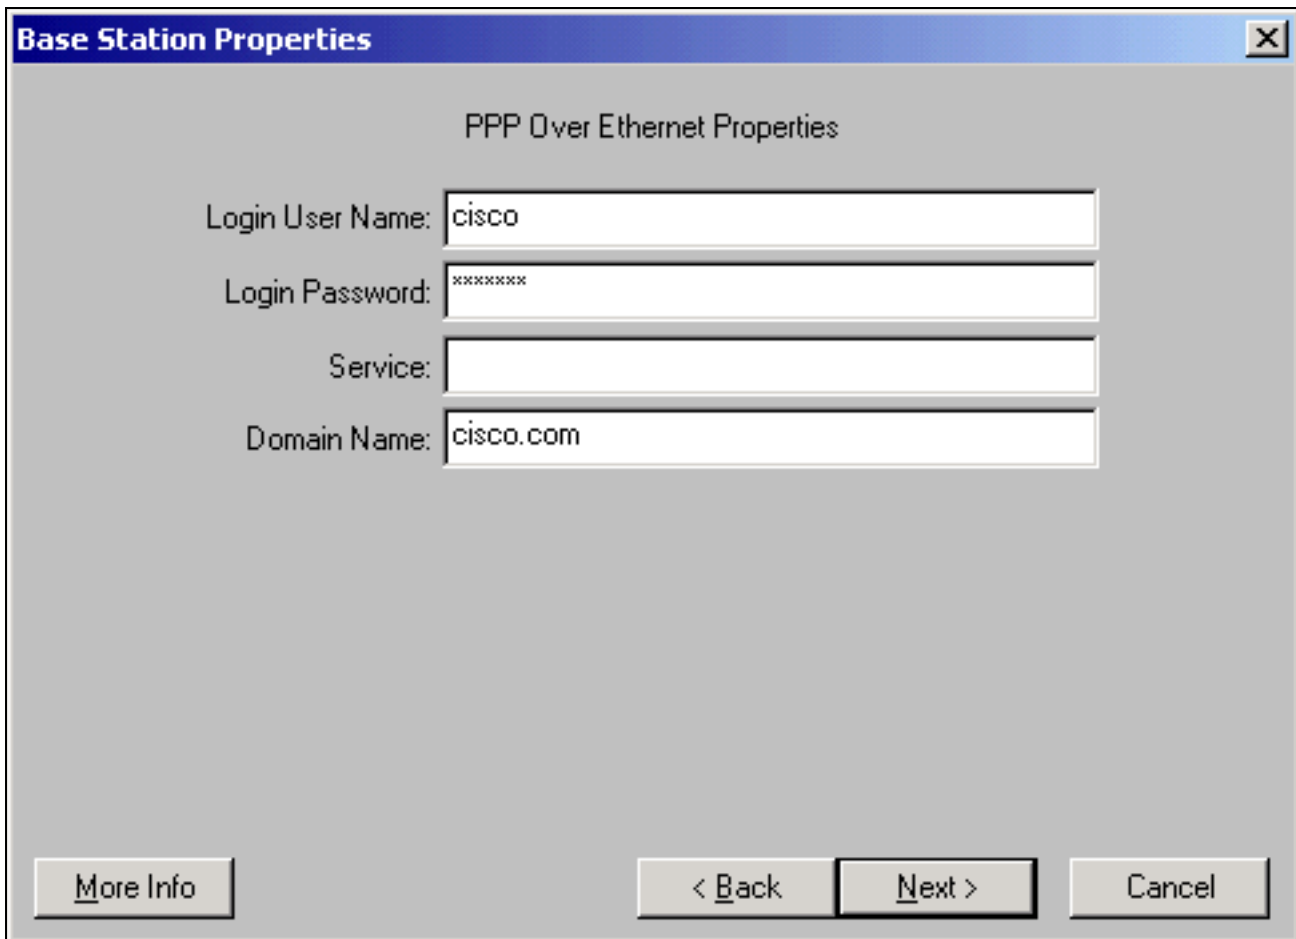 Base Station Properties
PPP Over Ethernet Properties
Login User Name: cisco
Login Password: *******
Service:
Domain Name: cisco.com
More Info < Back Next > Cancel